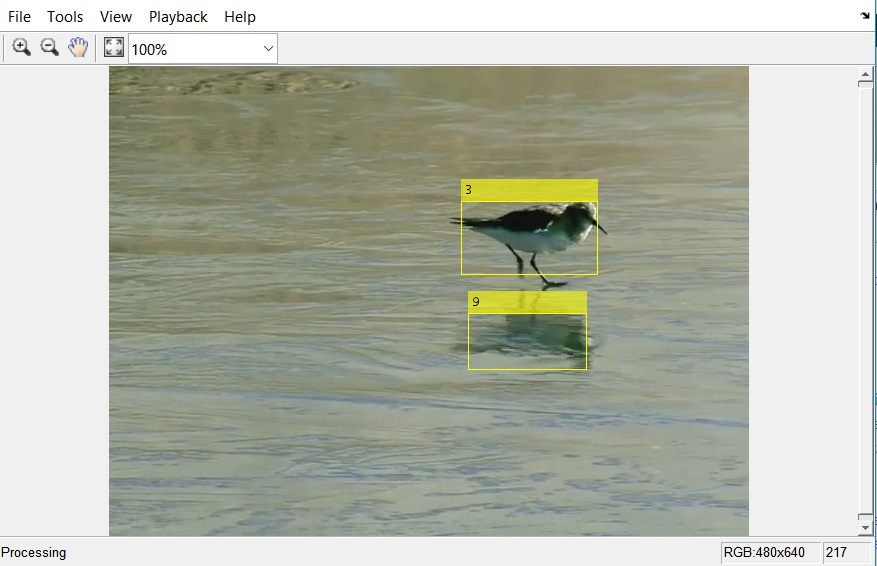 File Tools View Playback Help
100%
3
9
Processing RGB:480x640 217